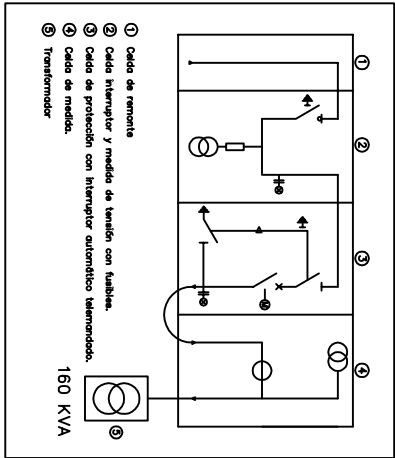 ① ② ③ ④
M
① Celda de remonte
② Celda interruptor y medida de tensión con fusibles.
③ Celda de protección con interruptor automático telemandado.
④ Celda de medida.
⑤ Transformador
160 KVA
⑤